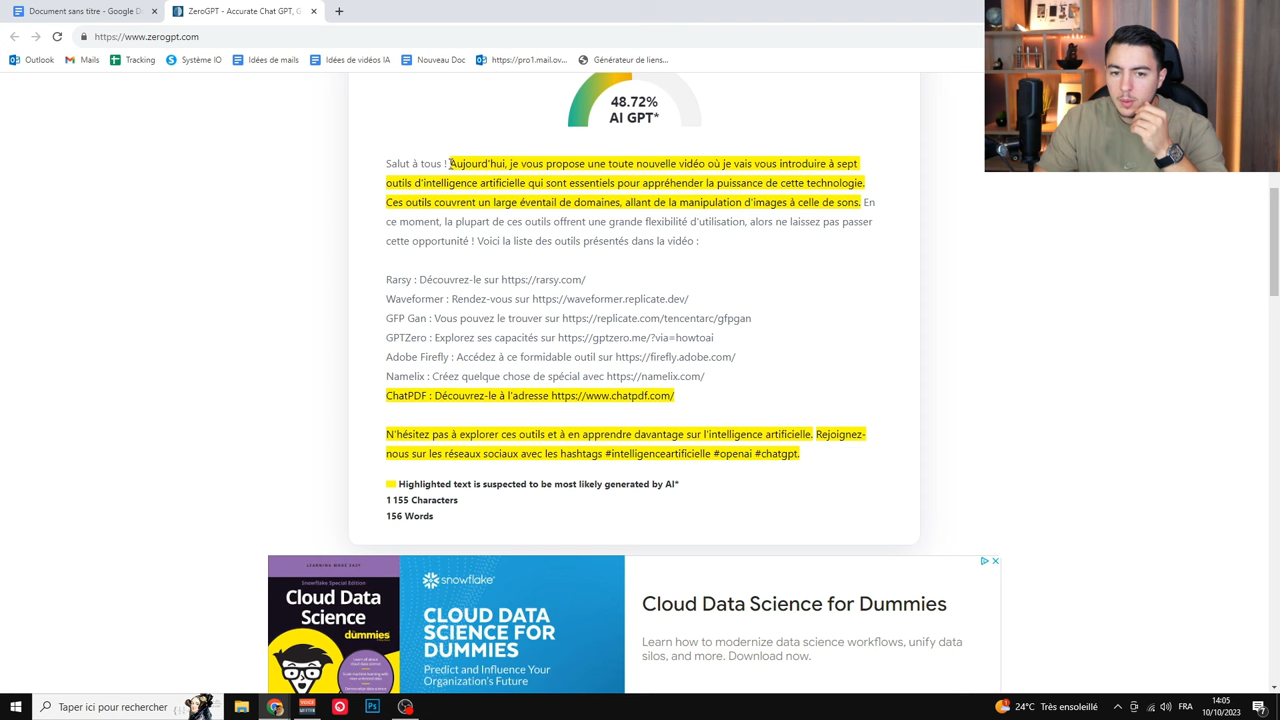 Document sans titre - Google D
ZeroGPT - Accurate Chat GPT, G
https://www.zerogpt.com
Outlook
Mails
Tracking
Système IO
Idées de mails
Idées de vidéos IA
Nouveau Doc
https://pro1.mail.ov...
Générateur de liens...
48.72%
AI GPT*
Salut à tous ! Aujourd'hui, je vous propose une toute nouvelle vidéo où je vais vous introduire à sept
outils d'intelligence artificielle qui sont essentiels pour appréhender la puissance de cette technologie.
Ces outils couvrent un large éventail de domaines, allant de la manipulation d'images à celle de sons. En
ce moment, la plupart de ces outils offrent une grande flexibilité d'utilisation, alors ne laissez pas passer
cette opportunité ! Voici la liste des outils présentés dans la vidéo :
Rarsy : Découvrez-le sur https://rarsy.com/
Waveformer : Rendez-vous sur https://waveformer.replicate.dev/
GFP Gan : Vous pouvez le trouver sur https://replicate.com/tencentarc/gfpgan
GPTZero : Explorez ses capacités sur https://gptzero.me/?via=howtoai
Adobe Firefly : Accédez à ce formidable outil sur https://firefly.adobe.com/
Namelix : Créez quelque chose de spécial avec https://namelix.com/
ChatPDF : Découvrez-le à l'adresse https://www.chatpdf.com/
N'hésitez pas à explorer ces outils et à en apprendre davantage sur l'intelligence artificielle. Rejoignez-
nous sur les réseaux sociaux avec les hashtags #intelligenceartificielle #openai #chatgpt.
Highlighted text is suspected to be most likely generated by AI*
1 155 Characters
156 Words
LEARNING MADE EASY
Snowflake Special Edition
Cloud Data
Science
dummies
snowflake
CLOUD DATA
SCIENCE FOR
DUMMIES
Predict and Influence Your
Organization's Future
Cloud Data Science for Dummies
Learn how to modernize data science workflows, unify data
silos, and more. Download now.
Taper ici pour rechercher
Ps
24°C Très ensoleillé
FRA
14:05
10/10/2023